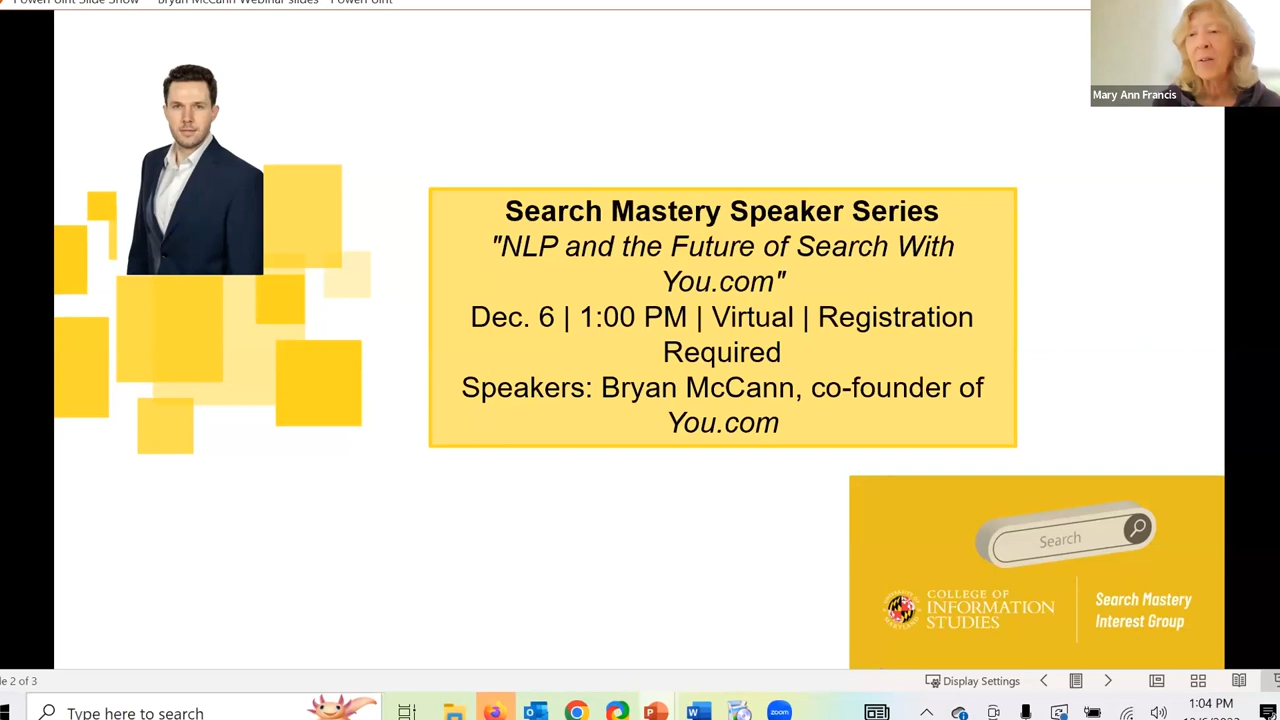 PowerPoint Slide Show - Bryan McCann Webinar slides - PowerPoint
Mary Ann Francis
Search Mastery Speaker Series
"NLP and the Future of Search With
You.com"
Dec. 6 | 1:00 PM | Virtual | Registration
Required
Speakers: Bryan McCann, co-founder of
You.com
Search
COLLEGE OF
INFORMATION
STUDIES
Search Mastery
Interest Group
de 2 of 3
Display Settings
Type here to search
1:04 PM